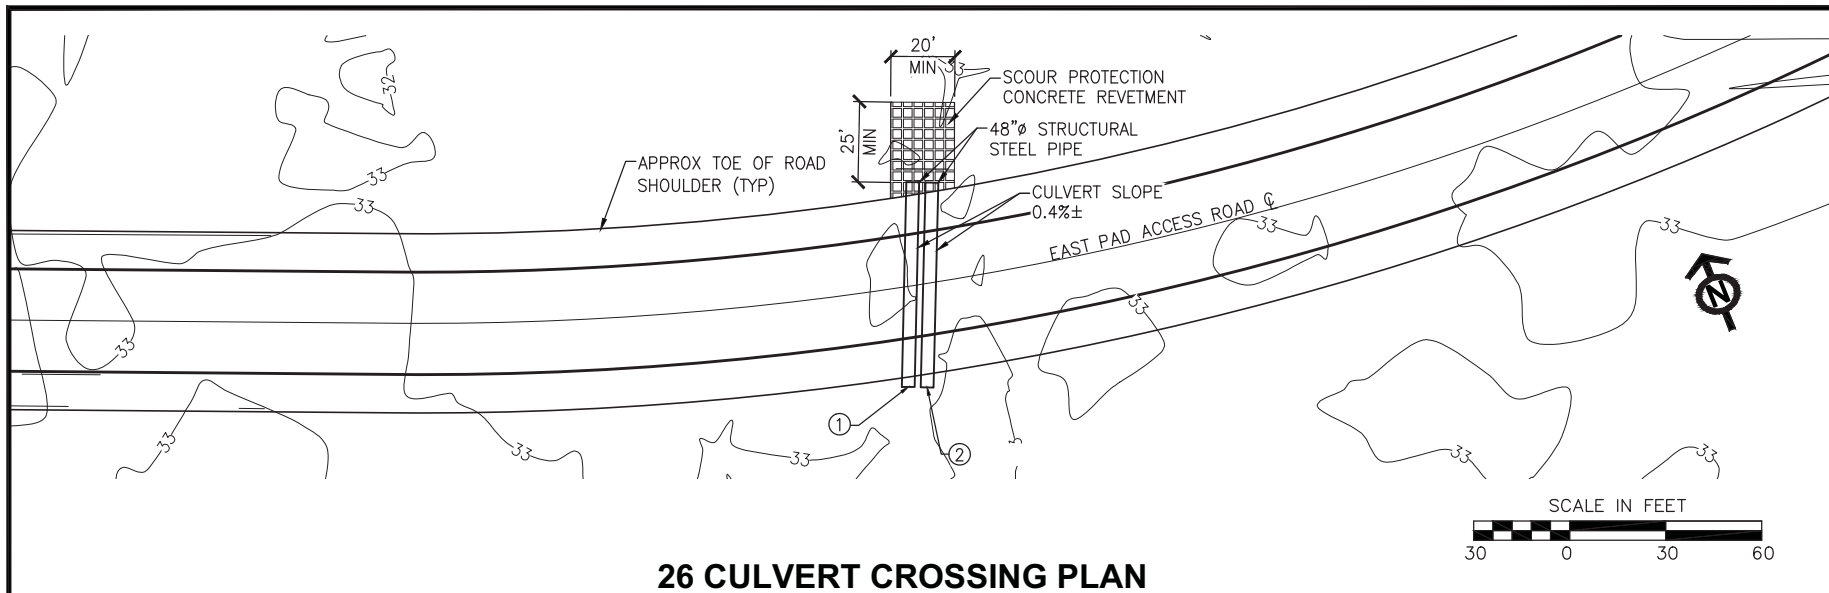 20'
MIN
33
32
SCOUR PROTECTION
CONCRETE REVETMENT
25'
MIN
48"ø STRUCTURAL
STEEL PIPE
APPROX TOE OF ROAD
SHOULDER (TYP)
33
33
CULVERT SLOPE
0.4%±
EAST PAD ACCESS ROAD ℄
33
33
33
33
N
1
2
33
33
33
33
33
3
SCALE IN FEET
30 0 30 60
26 CULVERT CROSSING PLAN